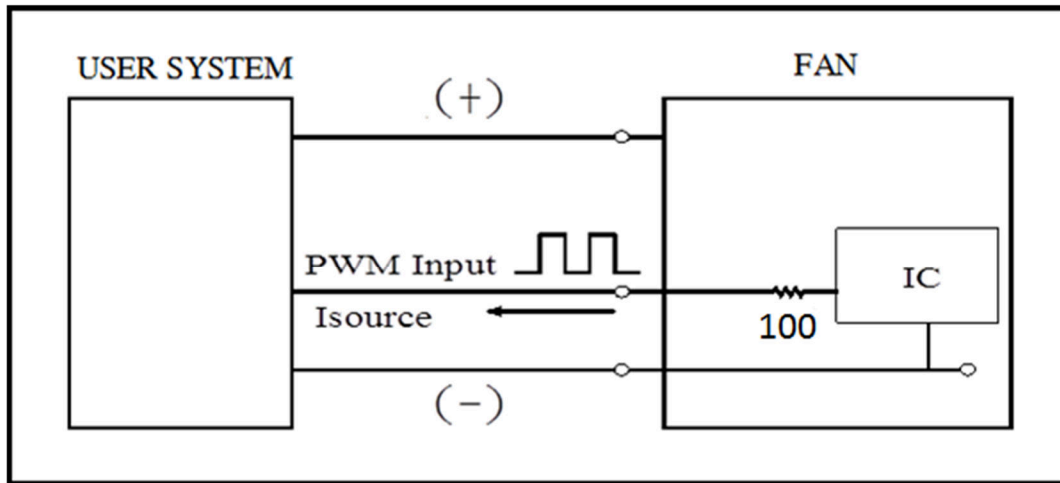 USER SYSTEM
FAN
(+)
PWM Input
Isource
IC
100
(-)